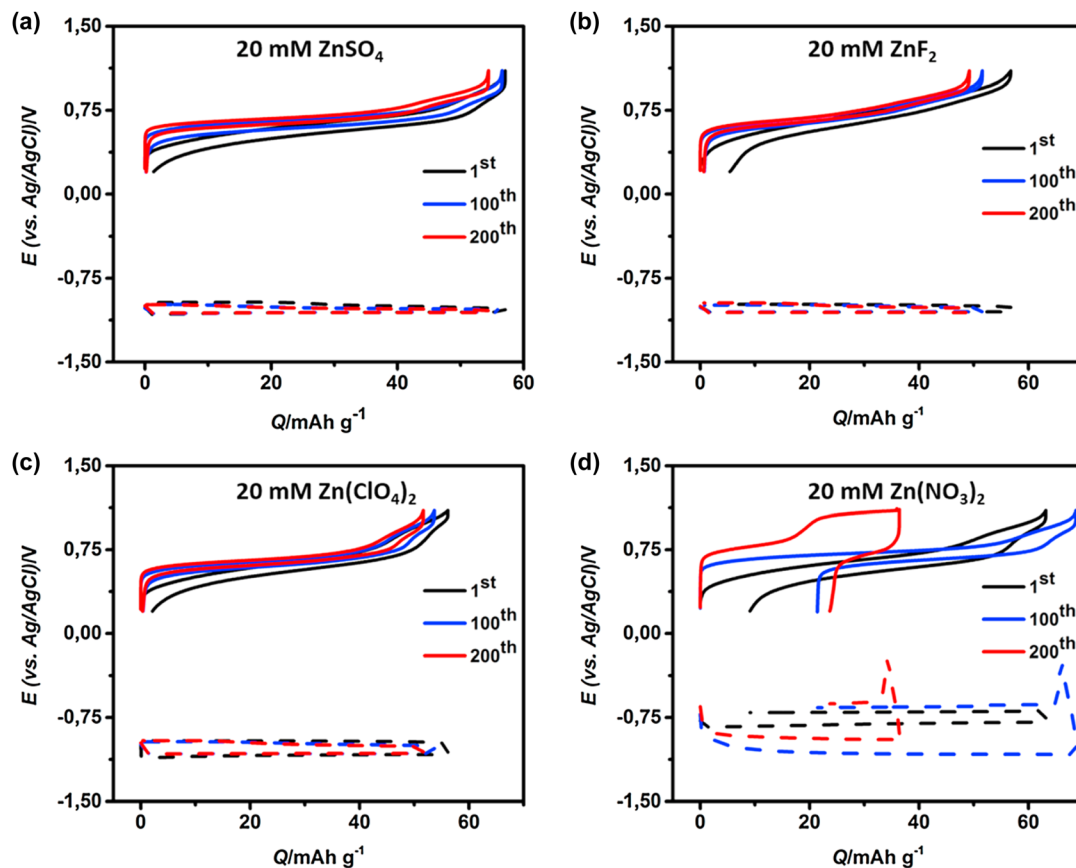 (a)
20 mM ZnSO₄
1,50
0,75
0,00
-0,75
-1,50
E (vs. Ag/AgCl)/V
1ˢᵗ
100ᵗʰ
200ᵗʰ
0 20 40 60
Q/mAh g⁻¹
(b)
20 mM ZnF₂
1,50
0,75
0,00
-0,75
-1,50
E (vs. Ag/AgCl)/V
1ˢᵗ
100ᵗʰ
200ᵗʰ
0 20 40 60
Q/mAh g⁻¹
(c)
20 mM Zn(ClO₄)₂
1,50
0,75
0,00
-0,75
-1,50
E (vs. Ag/AgCl)/V
1ˢᵗ
100ᵗʰ
200ᵗʰ
0 20 40 60
Q/mAh g⁻¹
(d)
20 mM Zn(NO₃)₂
1,50
0,75
0,00
-0,75
-1,50
E (vs. Ag/AgCl)/V
1ˢᵗ
100ᵗʰ
200ᵗʰ
0 20 40 60
Q/mAh g⁻¹